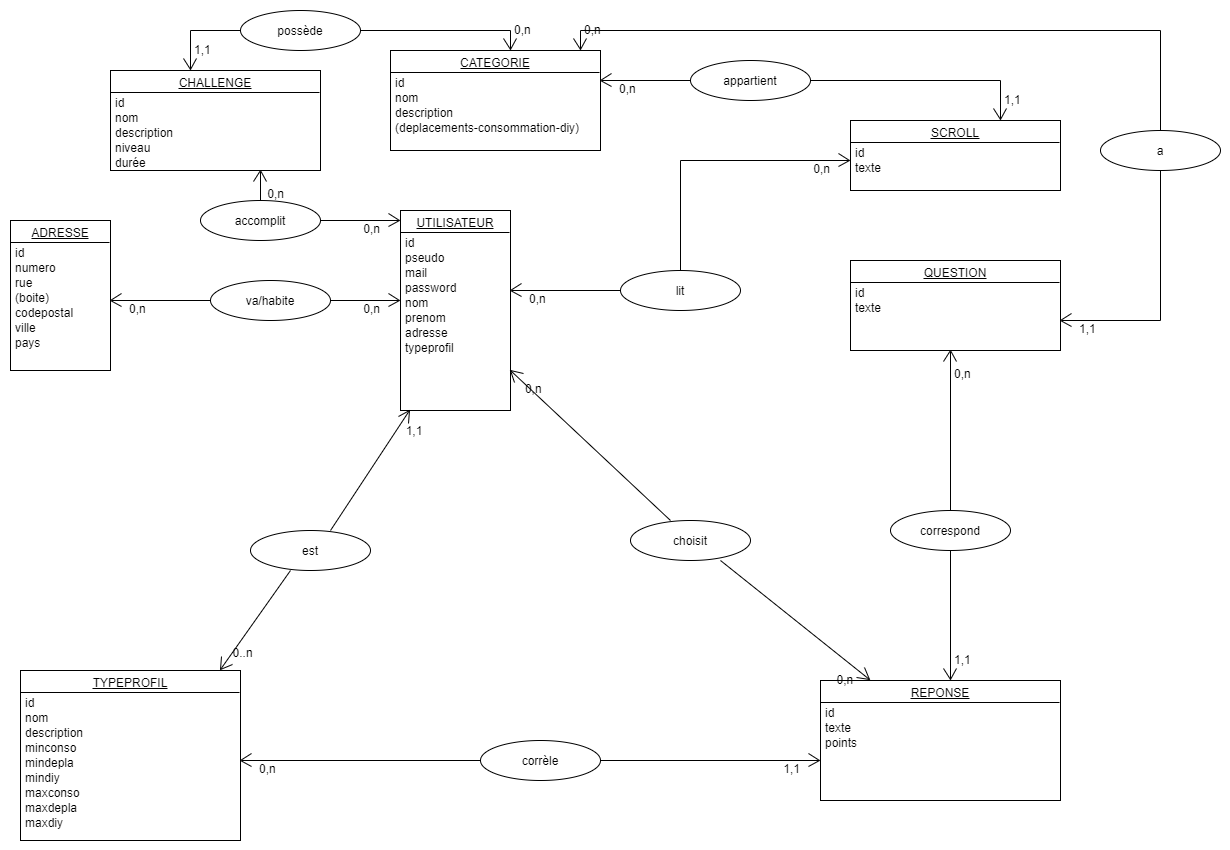 possède
0,n
0,n
1,1
CHALLENGE
id
nom
description
niveau
durée
CATEGORIE
id
nom
description
(deplacements-consommation-diy)
appartient
0,n
1,1
SCROLL
id
texte
a
0,n
accomplit
0,n
0,n
ADRESSE
id
numero
rue
(boite)
codepostal
ville
pays
va/habite
0,n
0,n
UTILISATEUR
id
pseudo
mail
password
nom
prenom
adresse
typeprofil
lit
0,n
QUESTION
id
texte
1,1
0,n
0,n
1,1
est
choisit
correspond
0..n
0,n
1,1
TYPEPROFIL
id
nom
description
minconso
mindepla
mindiy
maxconso
maxdepla
maxdiy
corrèle
0,n
1,1
REPONSE
id
texte
points